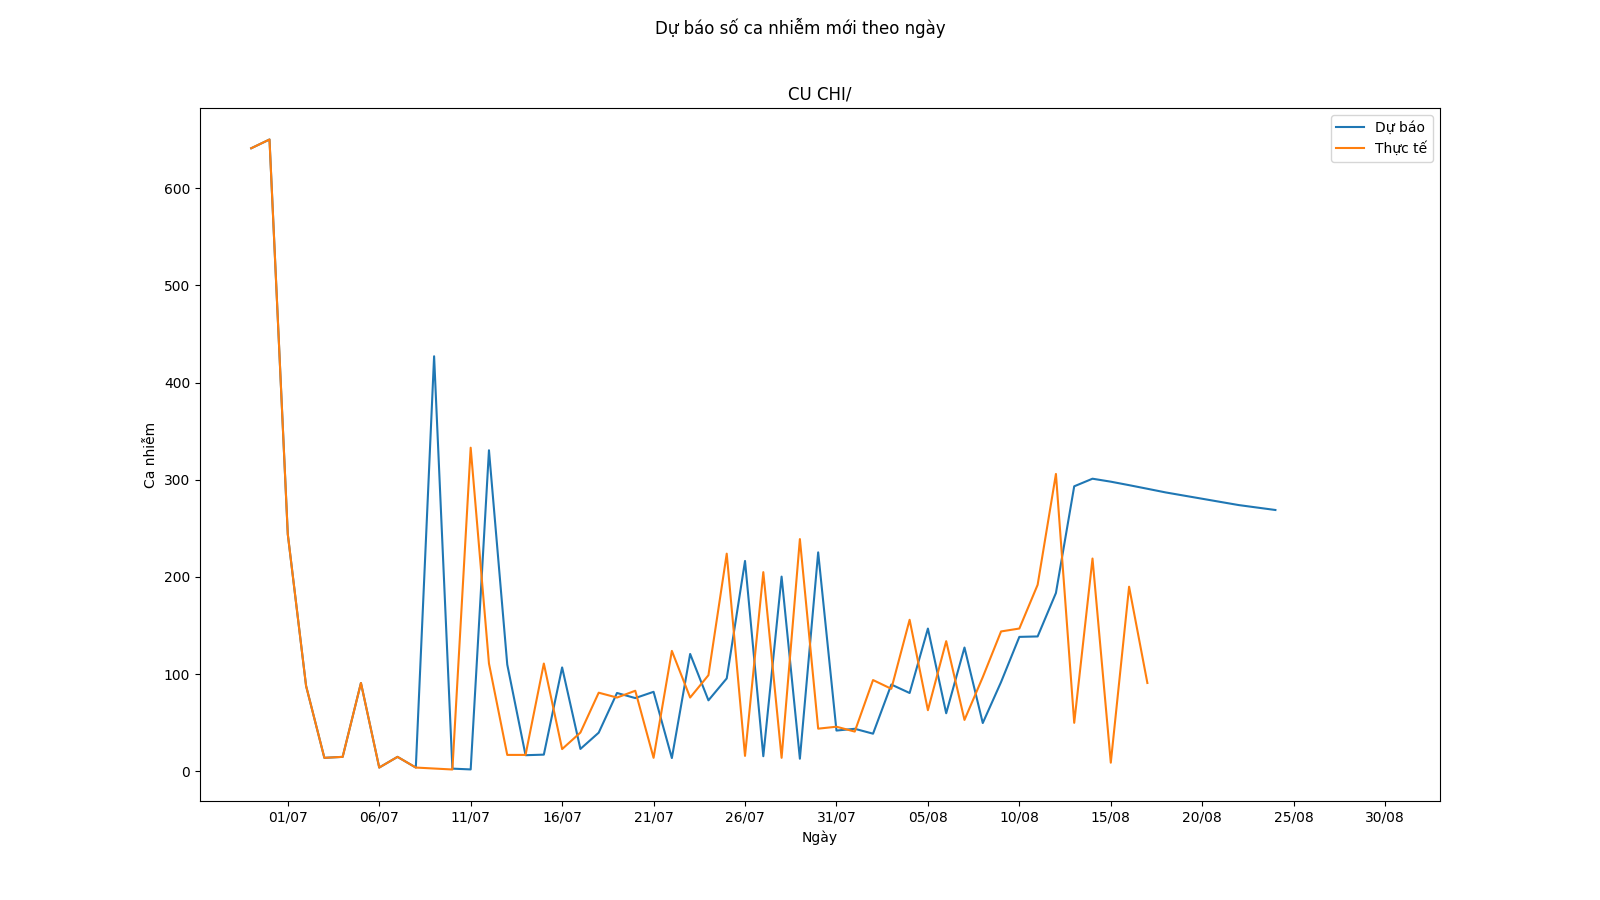 Dự báo số ca nhiễm mới theo ngày
CU CHI/
Dự báo
Thực tế
600
500
400
300
200
100
0
Ca nhiễm
01/07 06/07 11/07 16/07 21/07 26/07 31/07 05/08 10/08 15/08 20/08 25/08 30/08
Ngày